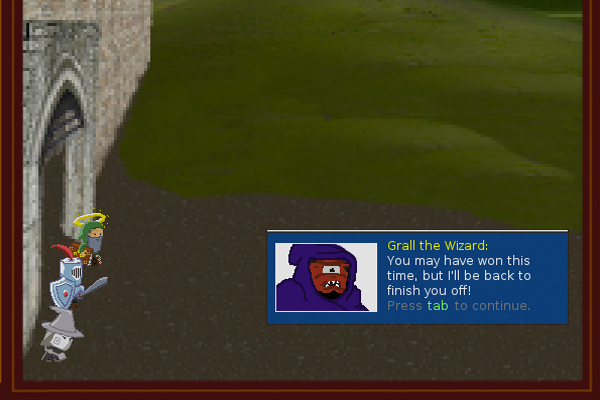 Grall the Wizard:
You may have won this
time, but I'll be back to
finish you off!
Press tab to continue.